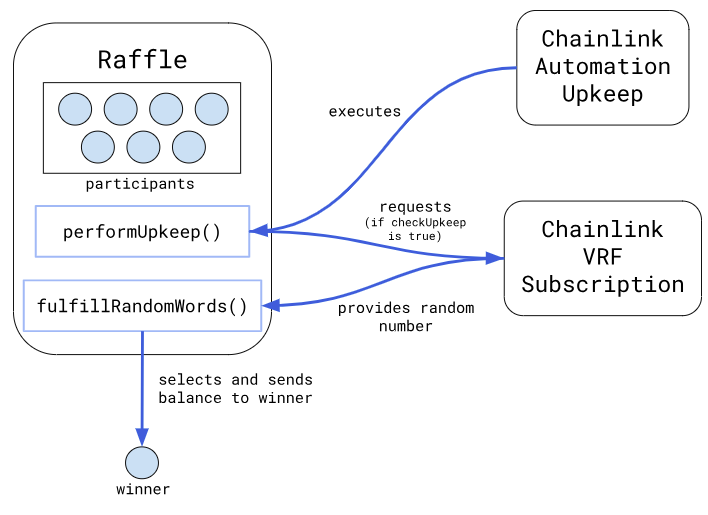 Raffle
participants
performUpkeep()
fulfillRandomWords()
selects and sends
balance to winner
winner
executes
requests
(if checkUpkeep
is true)
provides random
number
Chainlink
Automation
Upkeep
Chainlink
VRF
Subscription